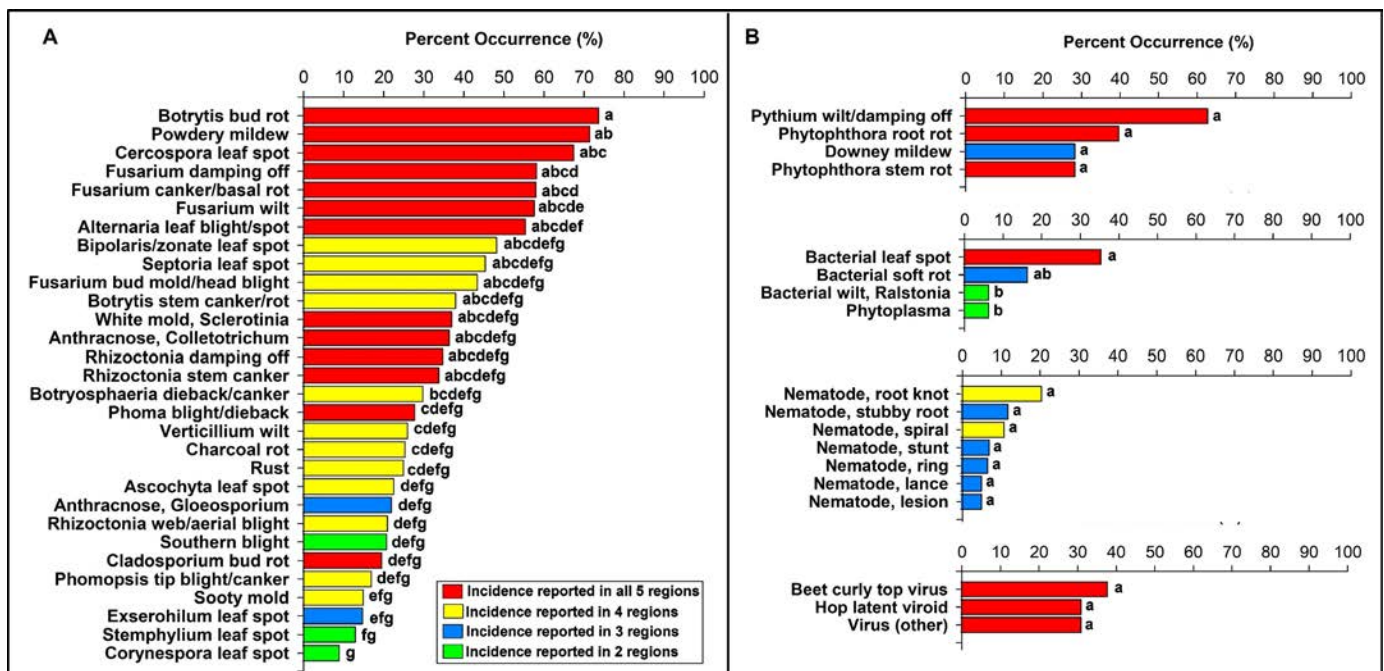 A
Percent Occurrence (%)
0 10 20 30 40 50 60 70 80 90 100
Botrytis bud rot a
Powdery mildew ab
Cercospora leaf spot abc
Fusarium damping off abcd
Fusarium canker/basal rot abcd
Fusarium wilt abcde
Alternaria leaf blight/spot abcdef
Bipolaris/zonate leaf spot abcdefg
Septoria leaf spot abcdefg
Fusarium bud mold/head blight abcdefg
Botrytis stem canker/rot abcdefg
White mold, Sclerotinia abcdefg
Anthracnose, Colletotrichum abcdefg
Rhizoctonia damping off abcdefg
Rhizoctonia stem canker abcdefg
Botryosphaeria dieback/canker bcdefg
Phoma blight/dieback cdefg
Verticillium wilt cdefg
Charcoal rot cdefg
Rust cdefg
Ascochyta leaf spot defg
Anthracnose, Gloeosporium defg
Rhizoctonia web/aerial blight defg
Southern blight defg
Cladosporium bud rot defg
Phomopsis tip blight/canker defg
Sooty mold efg
Exserohilum leaf spot efg
Stemphylium leaf spot fg
Corynespora leaf spot g
Incidence reported in all 5 regions
Incidence reported in 4 regions
Incidence reported in 3 regions
Incidence reported in 2 regions
B
Percent Occurrence (%)
0 10 20 30 40 50 60 70 80 90 100
Pythium wilt/damping off a
Phytophthora root rot a
Downey mildew a
Phytophthora stem rot a
0 10 20 30 40 50 60 70 80 90 100
Bacterial leaf spot a
Bacterial soft rot ab
Bacterial wilt, Ralstonia b
Phytoplasma b
0 10 20 30 40 50 60 70 80 90 100
Nematode, root knot a
Nematode, stubby root a
Nematode, spiral a
Nematode, stunt a
Nematode, ring a
Nematode, lance a
Nematode, lesion a
0 10 20 30 40 50 60 70 80 90 100
Beet curly top virus a
Hop latent viroid a
Virus (other) a